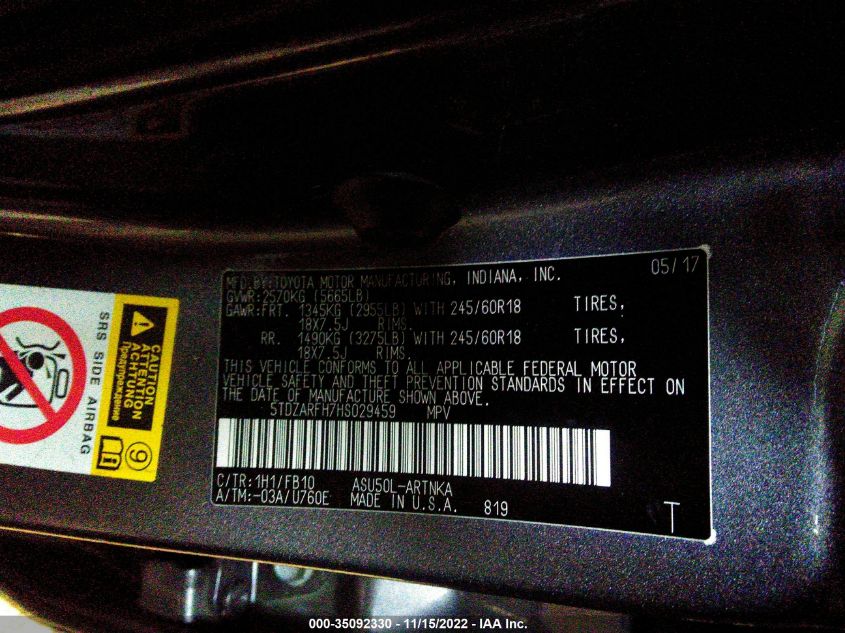 MFD.BY:TOYOTA MOTOR MANUFACTURING, INDIANA, INC. 05/17
GVWR:2570KG (5665LB)
GAWR:FRT. 1345KG (2955LB) WITH 245/60R18 TIRES,
18X7.5J RIMS.
RR. 1490KG (3275LB) WITH 245/60R18 TIRES,
18X7.5J RIMS.
THIS VEHICLE CONFORMS TO ALL APPLICABLE FEDERAL MOTOR
VEHICLE SAFETY AND THEFT PREVENTION STANDARDS IN EFFECT ON
THE DATE OF MANUFACTURE SHOWN ABOVE.
5TDZARFH7HS029459 MPV
C/TR:1H1/FB10 ASU50L-ARTNKA
A/TM:-03A/U760E MADE IN U.S.A. 819
T
CAUTION
ATTENTION
ACHTUNG
Предупреждение
SRS SIDE AIRBAG
9
000-35092330 - 11/15/2022 - IAA Inc.